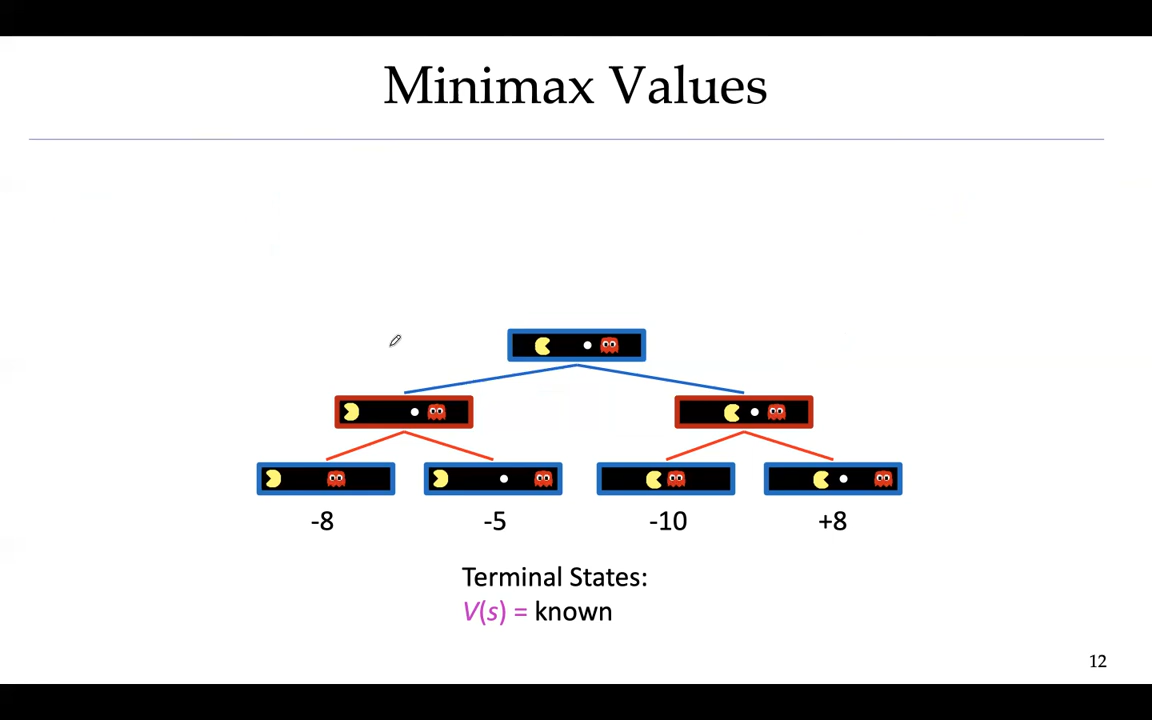 Minimax Values
-8 -5 -10 +8
Terminal States:
V(s) = known
12